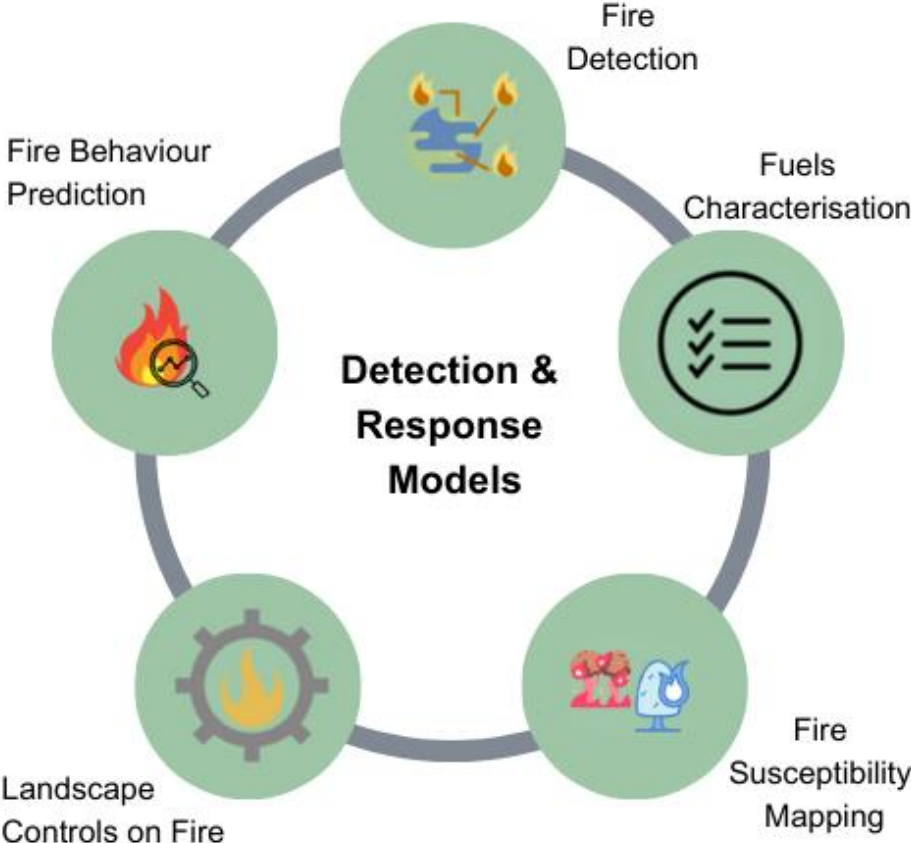 Fire
Detection
Fire Behaviour
Prediction
Fuels
Characterisation
Detection &
Response
Models
Fire
Susceptibility
Mapping
Landscape
Controls on Fire